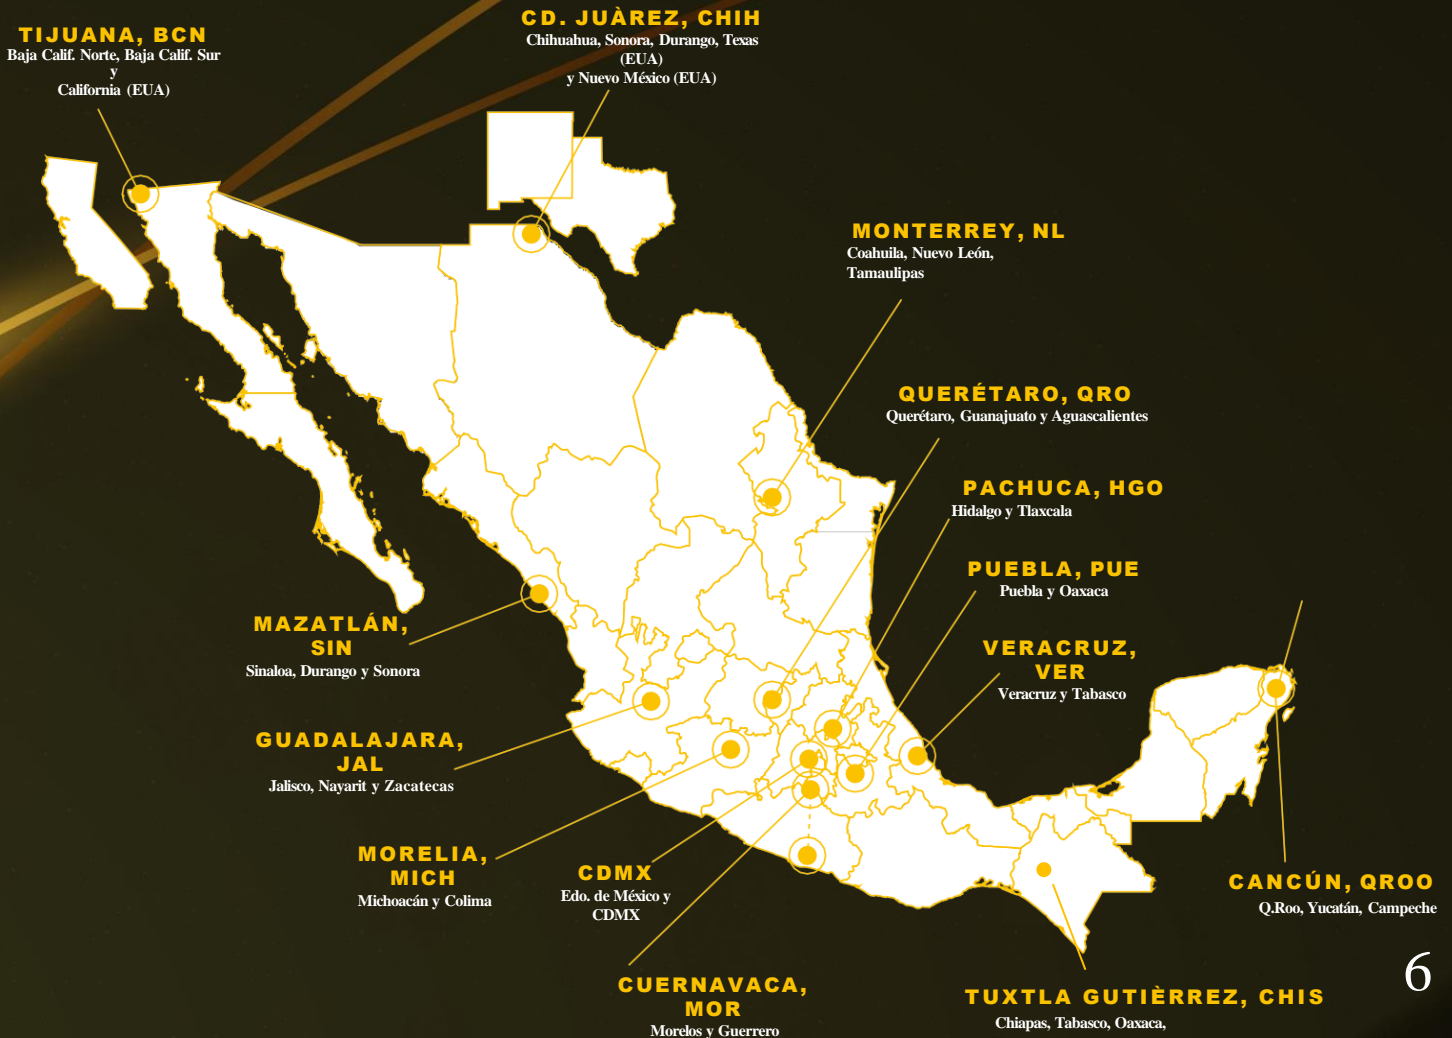 TIJUANA, BCN
Baja Calif. Norte, Baja Calif. Sur
y
California (EUA)
CD. JUÀREZ, CHIH
Chihuahua, Sonora, Durango, Texas
(EUA)
y Nuevo México (EUA)
MONTERREY, NL
Coahuila, Nuevo León,
Tamaulipas
QUERÉTARO, QRO
Querétaro, Guanajuato y Aguascalientes
PACHUCA, HGO
Hidalgo y Tlaxcala
PUEBLA, PUE
Puebla y Oaxaca
VERACRUZ,
VER
Veracruz y Tabasco
MAZATLÁN,
SIN
Sinaloa, Durango y Sonora
GUADALAJARA,
JAL
Jalisco, Nayarit y Zacatecas
MORELIA,
MICH
Michoacán y Colima
CDMX
Edo. de México y
CDMX
CUERNAVACA,
MOR
Morelos y Guerrero
CANCÚN, QROO
Q.Roo, Yucatán, Campeche
TUXTLA GUTIÈRREZ, CHIS
Chiapas, Tabasco, Oaxaca,
6